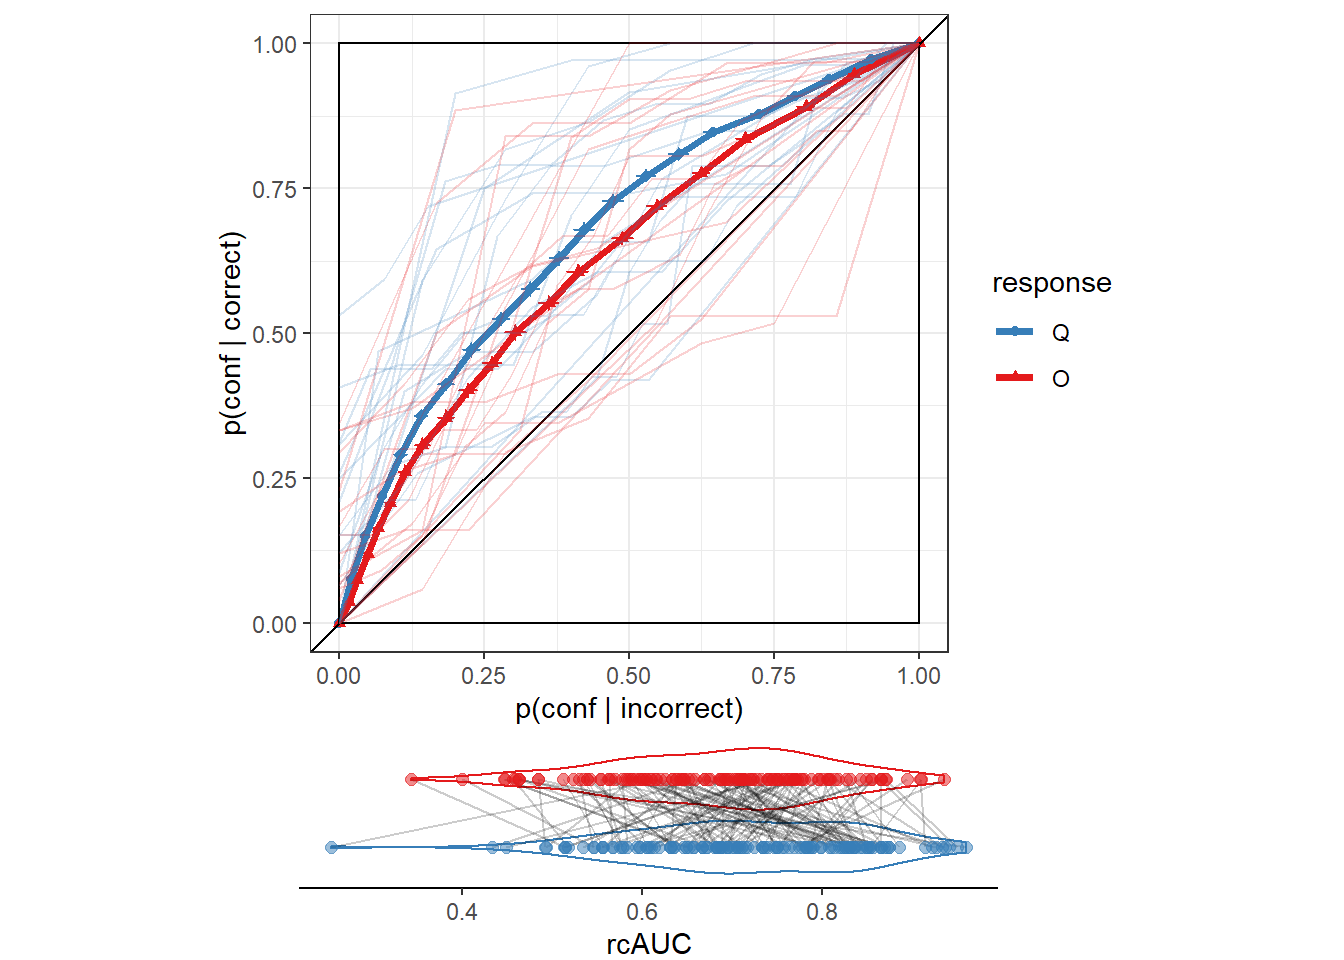 1.00
0.75
0.50
0.25
0.00
p(conf | correct)
0.00 0.25 0.50 0.75 1.00
p(conf | incorrect)
response
Q
O
0.4 0.6 0.8
rcAUC